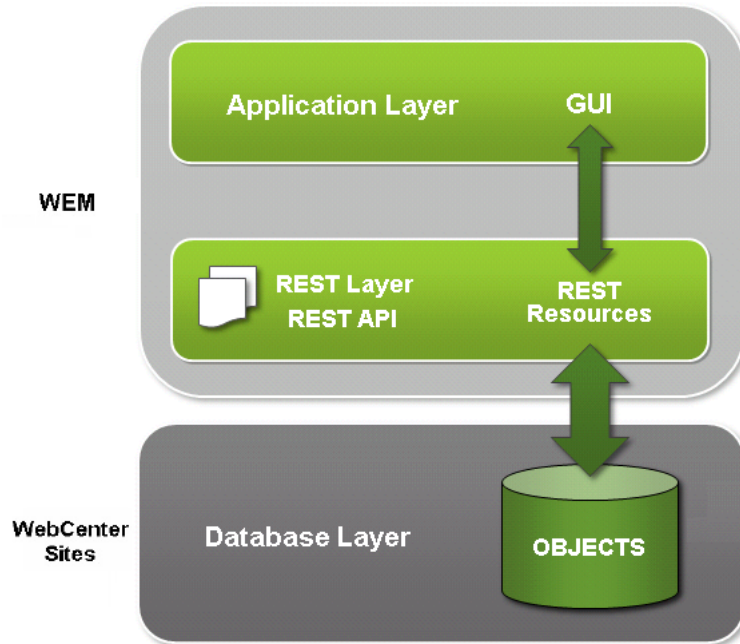 Application Layer
GUI
WEM
REST Layer
REST API
REST
Resources
WebCenter
Sites
Database Layer
OBJECTS